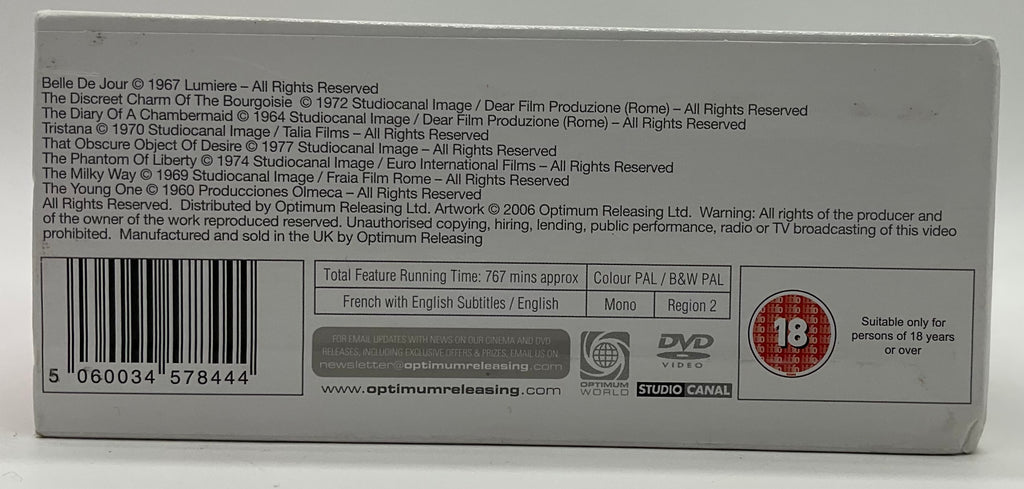 Belle De Jour © 1967 Lumiere – All Rights Reserved
The Discreet Charm Of The Bourgoisie © 1972 Studiocanal Image / Dear Film Produzione (Rome) – All Rights Reserved
The Diary Of A Chambermaid © 1964 Studiocanal Image / Dear Film Produzione (Rome) – All Rights Reserved
Tristana © 1970 Studiocanal Image / Talia Films – All Rights Reserved
That Obscure Object Of Desire © 1977 Studiocanal Image – All Rights Reserved
The Phantom Of Liberty © 1974 Studiocanal Image / Euro International Films – All Rights Reserved
The Milky Way © 1969 Studiocanal Image / Fraia Film Rome – All Rights Reserved
The Young One © 1960 Producciones Olmeca – All Rights Reserved
All Rights Reserved. Distributed by Optimum Releasing Ltd. Artwork © 2006 Optimum Releasing Ltd. Warning: All rights of the producer and
of the owner of the work reproduced reserved. Unauthorised copying, hiring, lending, public performance, radio or TV broadcasting of this video
prohibited. Manufactured and sold in the UK by Optimum Releasing
5 060034 578444
Total Feature Running Time: 767 mins approx
Colour PAL / B&W PAL
French with English Subtitles / English
Mono
Region 2
FOR EMAIL UPDATES WITH NEWS ON OUR CINEMA AND DVD
RELEASES, INCLUDING EXCLUSIVE OFFERS & PRIZES, EMAIL US ON
newsletter@optimumreleasing.com
www.optimumreleasing.com
OPTIMUM
WORLD
DVD
VIDEO
STUDIO CANAL
18
Suitable only for
persons of 18 years
or over